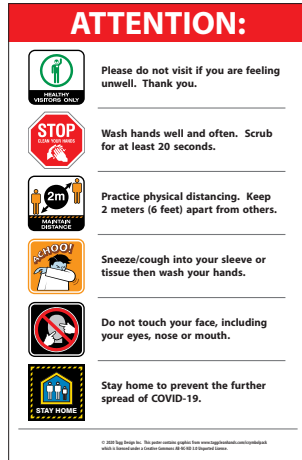 ATTENTION:
HEALTHY
VISITORS ONLY
Please do not visit if you are feeling
unwell. Thank you.
STOP
CLEAN YOUR HANDS
Wash hands well and often. Scrub
for at least 20 seconds.
2m
MAINTAIN
DISTANCE
Practice physical distancing. Keep
2 meters (6 feet) apart from others.
ACHOO!
Sneeze/cough into your sleeve or
tissue then wash your hands.
Do not touch your face, including
your eyes, nose or mouth.
STAY HOME
Stay home to prevent the further
spread of COVID-19.
© 2020 Tagg Design Inc. This poster contains graphics from www.taggcleanhands.com/csymbolpack
which is licensed under a Creative Commons AB-NC-ND 3.0 Unported Licence.